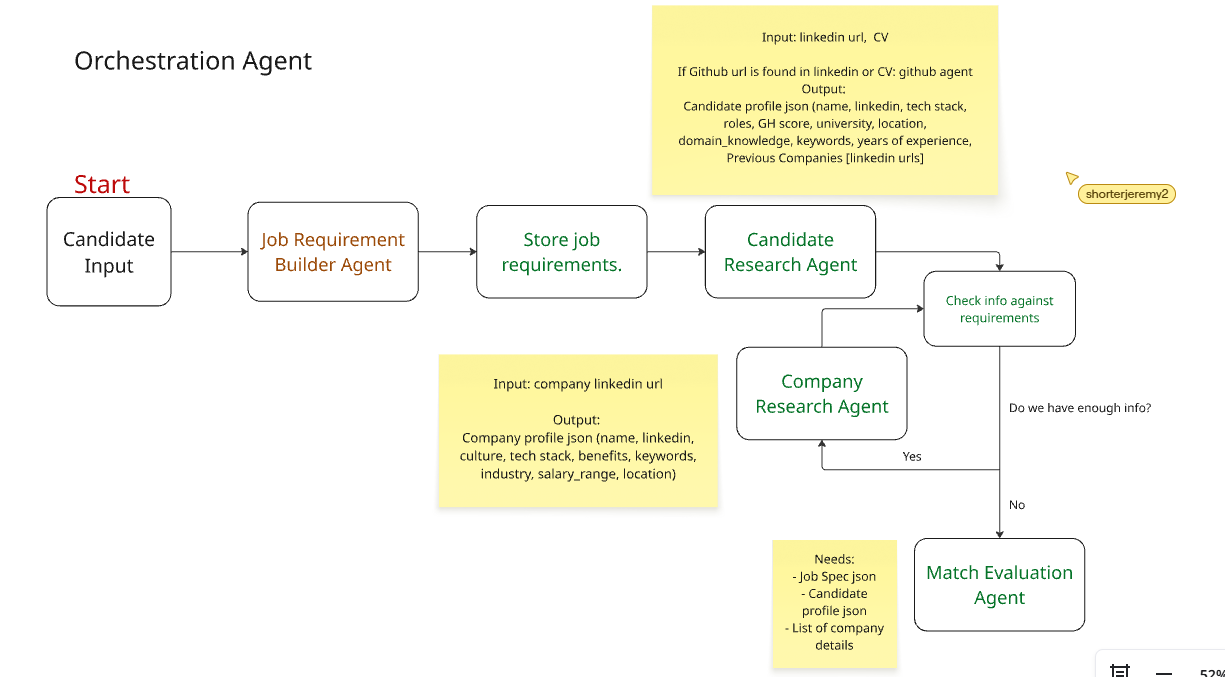 Orchestration Agent
Input: linkedin url,  CV
If Github url is found in linkedin or CV: github agent
Output:
Candidate profile json (name, linkedin, tech stack,
roles, GH score, university, location,
domain_knowledge, keywords, years of experience,
Previous Companies [linkedin urls]
shorterjeremy2
Start
Candidate
Input
Job Requirement
Builder Agent
Store job
requirements.
Candidate
Research Agent
Check info against
requirements
Input: company linkedin url
Output:
Company profile json (name, linkedin,
culture, tech stack, benefits, keywords,
industry, salary_range, location)
Company
Research Agent
Do we have enough info?
Yes
No
Needs:
- Job Spec json
- Candidate
profile json
- List of company
details
Match Evaluation
Agent
52%